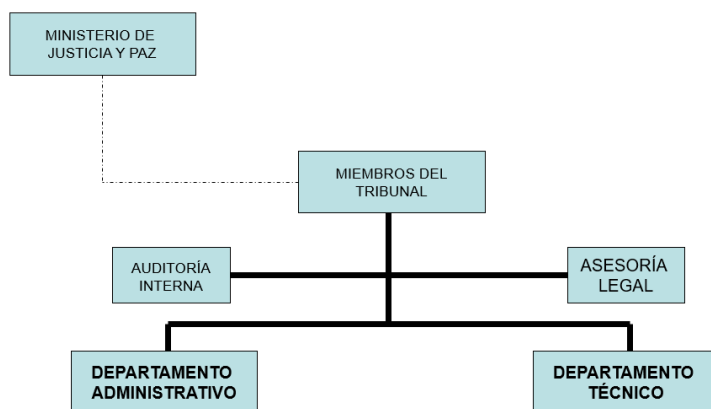 MINISTERIO DE
JUSTICIA Y PAZ
MIEMBROS DEL
TRIBUNAL
AUDITORÍA
INTERNA
ASESORÍA
LEGAL
DEPARTAMENTO
ADMINISTRATIVO
DEPARTAMENTO
TÉCNICO